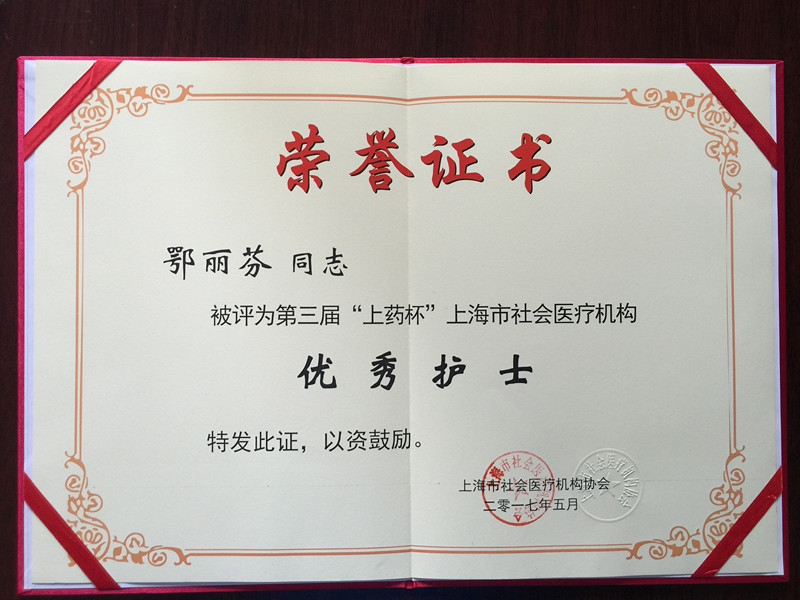 荣誉证书
鄂丽芬 同志
被评为第三届“上药杯”上海市社会医疗机构
优秀护士
特发此证，以资鼓励。
上海市社会医疗机构协会
二零一七年五月